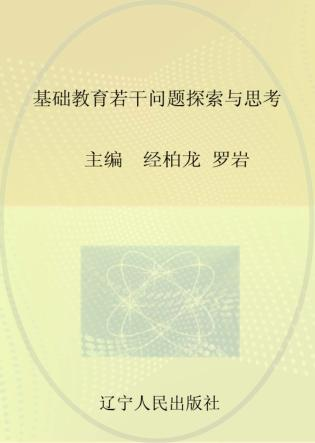 基础教育若干问题探索与思考
主编 经柏龙 罗岩
辽宁人民出版社